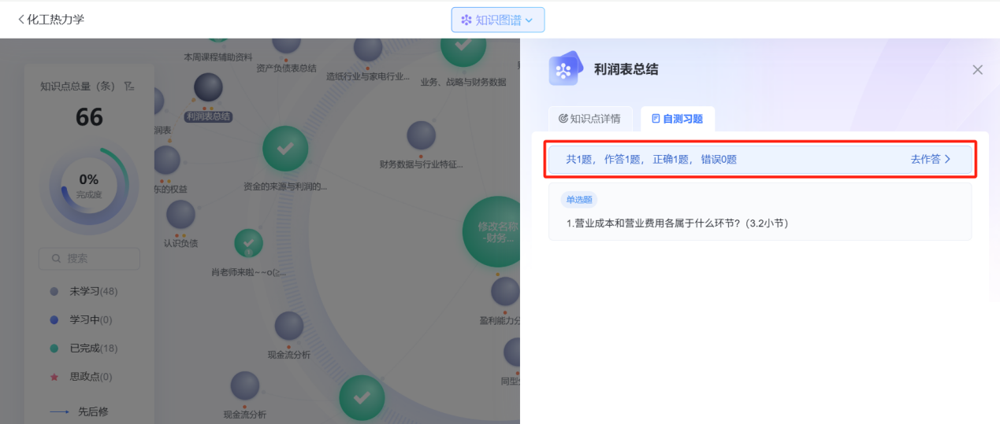 化工热力学
知识图谱
知识点总量（条）
66
0%
完成度
搜索
未学习(48)
学习中(0)
已完成(18)
思政点(0)
先后修
本周课程辅助资料
资产负债表总结
造纸行业与家电行业...
业务、战略与财务数据
利润表总结
润表
财务数据与行业特征...
东的权益
资金的来源与利润的...
认识负债
修改名称
-财务...
肖老师来啦~~o(≥...
盈利能力分
现金流分析
同型
现金流分析
利润表总结
知识点详情
自测习题
共1题， 作答1题， 正确1题， 错误0题
去作答
单选题
1.营业成本和营业费用各属于什么环节?（3.2小节）